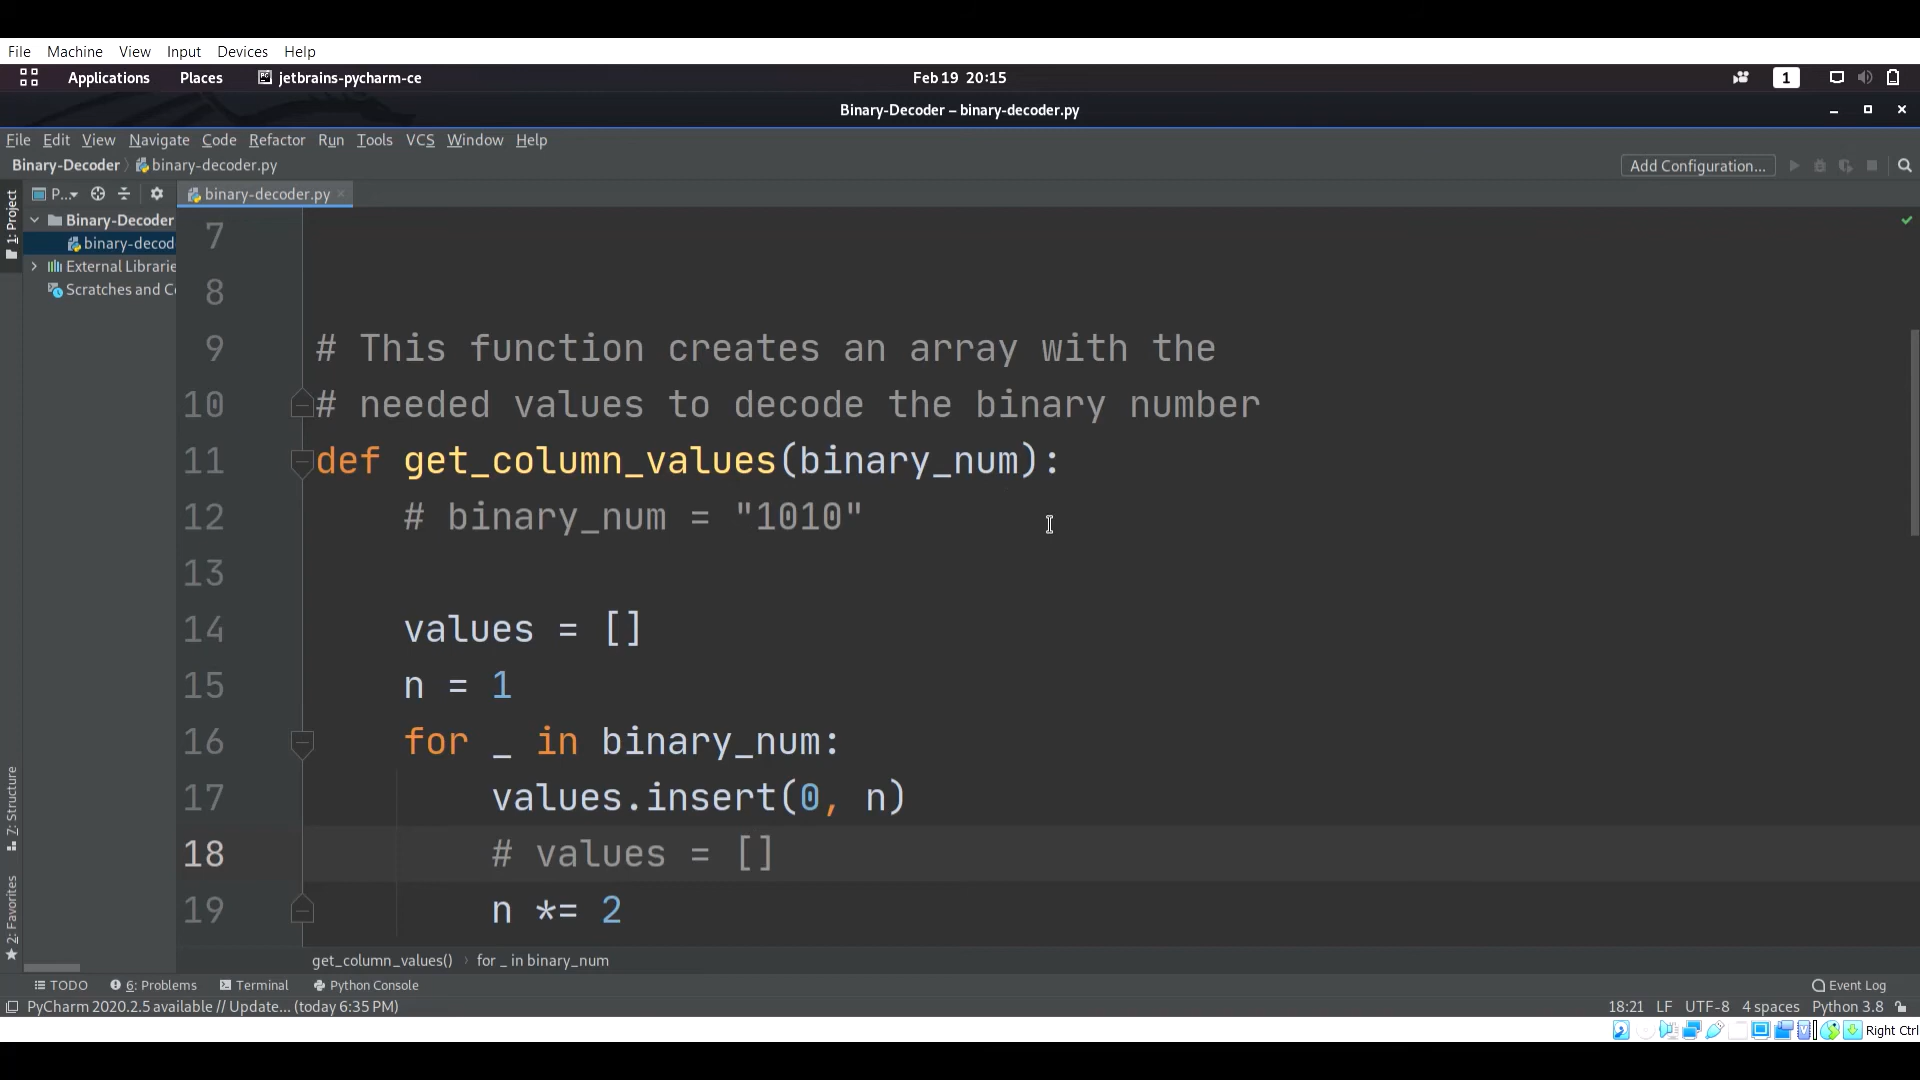 File Machine View Input Devices Help
Applications Places jetbrains-pycharm-ce Feb 19 20:15 1
Binary-Decoder – binary-decoder.py
File Edit View Navigate Code Refactor Run Tools VCS Window Help
Binary-Decoder binary-decoder.py Add Configuration...
P... binary-decoder.py
1: Project
Binary-Decoder
binary-decod
External Librarie
Scratches and C
7
8
9 # This function creates an array with the
10 # needed values to decode the binary number
11 def get_column_values(binary_num):
12 # binary_num = "1010"
13
14 values = []
15 n = 1
16 for _ in binary_num:
17 values.insert(0, n)
18 # values = []
19 n *= 2
7: Structure
2: Favorites
get_column_values() for _ in binary_num
TODO 6: Problems Terminal Python Console Event Log
PyCharm 2020.2.5 available // Update... (today 6:35 PM) 18:21 LF UTF-8 4 spaces Python 3.8
Right Ctrl